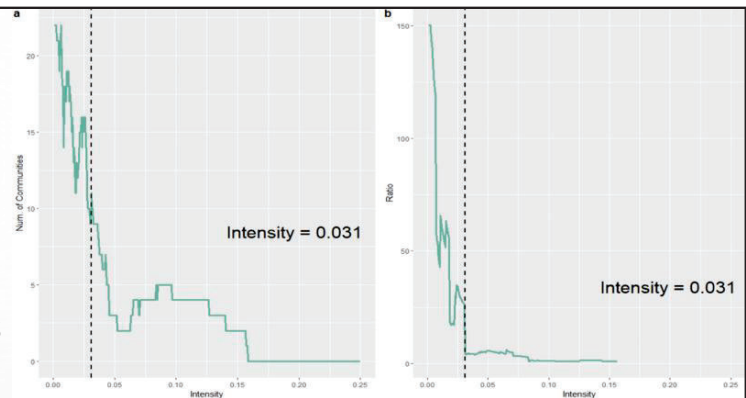 a
Num. of Communities
20
15
10
5
0
Intensity = 0.031
0.00 0.05 0.10 0.15 0.20 0.25
Intensity
b
Ratio
150
100
50
0
Intensity = 0.031
0.00 0.05 0.10 0.15 0.20 0.25
Intensity